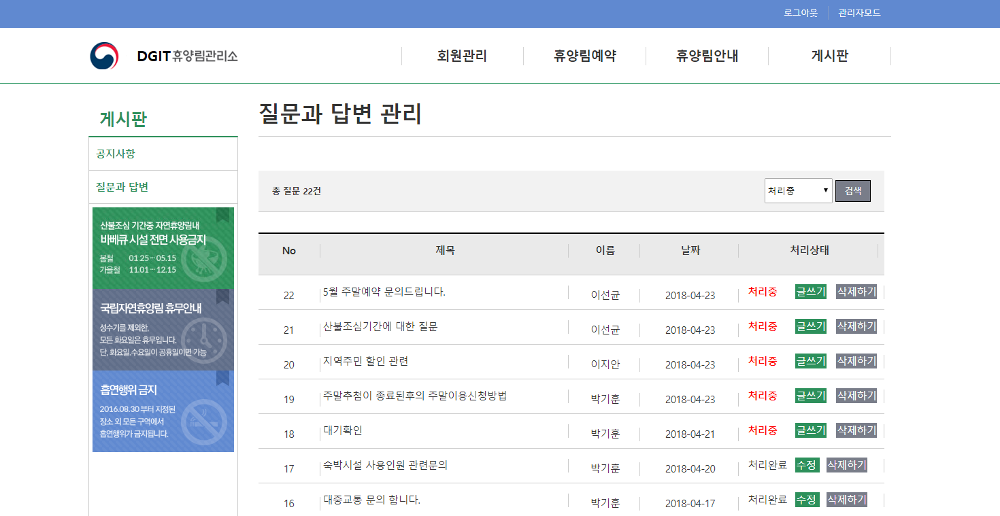 로그아웃 관리자모드
DGIT휴양림관리소 회원관리 휴양림예약 휴양림안내 게시판
게시판
공지사항
질문과 답변
산불조심 기간중 자연휴양림내
바베큐 시설 전면 사용금지
봄철 01.25 ··· 05.15
가을철 11.01 ··· 12.15
국립자연휴양림 휴무안내
성수기를 제외한,
모든 화요일은 휴무입니다.
단, 화요일.수요일이 공휴일이면 가능
흡연행위 금지
2016.08.30 부터 지정된
장소 외 모든 구역에서
흡연행위가 금지됩니다.
질문과 답변 관리
총 질문 22건 처리중 검색
No 제목 이름 날짜 처리상태
22 5월 주말예약 문의드립니다. 이선균 2018-04-23 처리중 글쓰기 삭제하기
21 산불조심기간에 대한 질문 이선균 2018-04-23 처리중 글쓰기 삭제하기
20 지역주민 할인 관련 이지안 2018-04-23 처리중 글쓰기 삭제하기
19 주말추첨이 종료된후의 주말이용신청방법 박기훈 2018-04-23 처리중 글쓰기 삭제하기
18 대기확인 박기훈 2018-04-21 처리중 글쓰기 삭제하기
17 숙박시설 사용인원 관련문의 박기훈 2018-04-20 처리완료 수정 삭제하기
16 대중교통 문의 합니다. 박기훈 2018-04-17 처리완료 수정 삭제하기